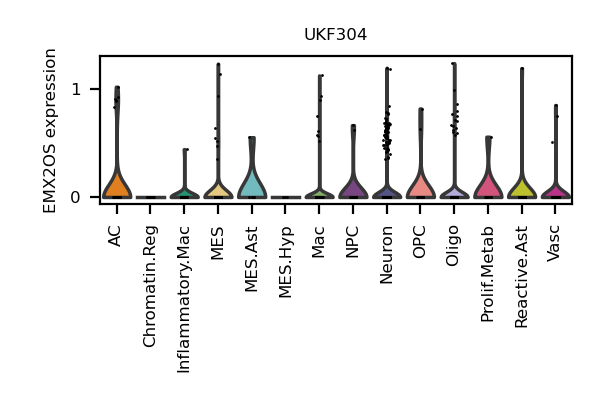 UKF304
EMX2OS expression
1
0
AC
Chromatin.Reg
Inflammatory.Mac
MES
MES.Ast
MES.Hyp
Mac
NPC
Neuron
OPC
Oligo
Prolif.Metab
Reactive.Ast
Vasc